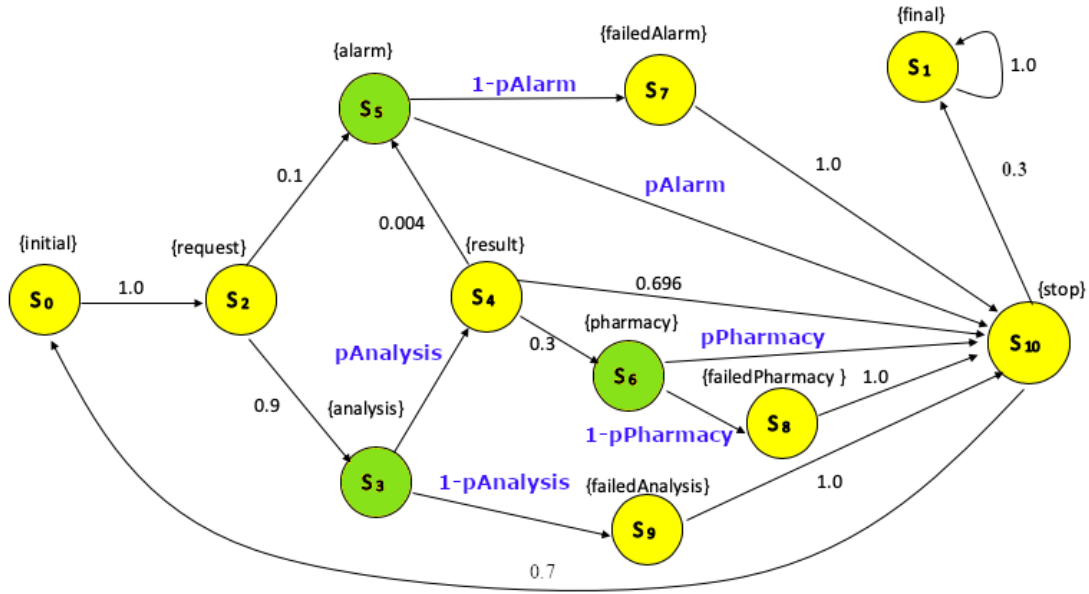 {final}
{failedAlarm}
{alarm}
S₁
1.0
1-pAlarm
S₇
S₅
1.0
0.3
0.1
pAlarm
0.004
{initial}
{request}
{result}
{stop}
1.0
0.696
S₀
S₂
S₄
{pharmacy}
pPharmacy
S₁₀
pAnalysis
0.3
S₆
{failedPharmacy }
1.0
0.9
{analysis}
S₈
1-pPharmacy
S₃
1-pAnalysis
{failedAnalysis}
1.0
S₉
0.7